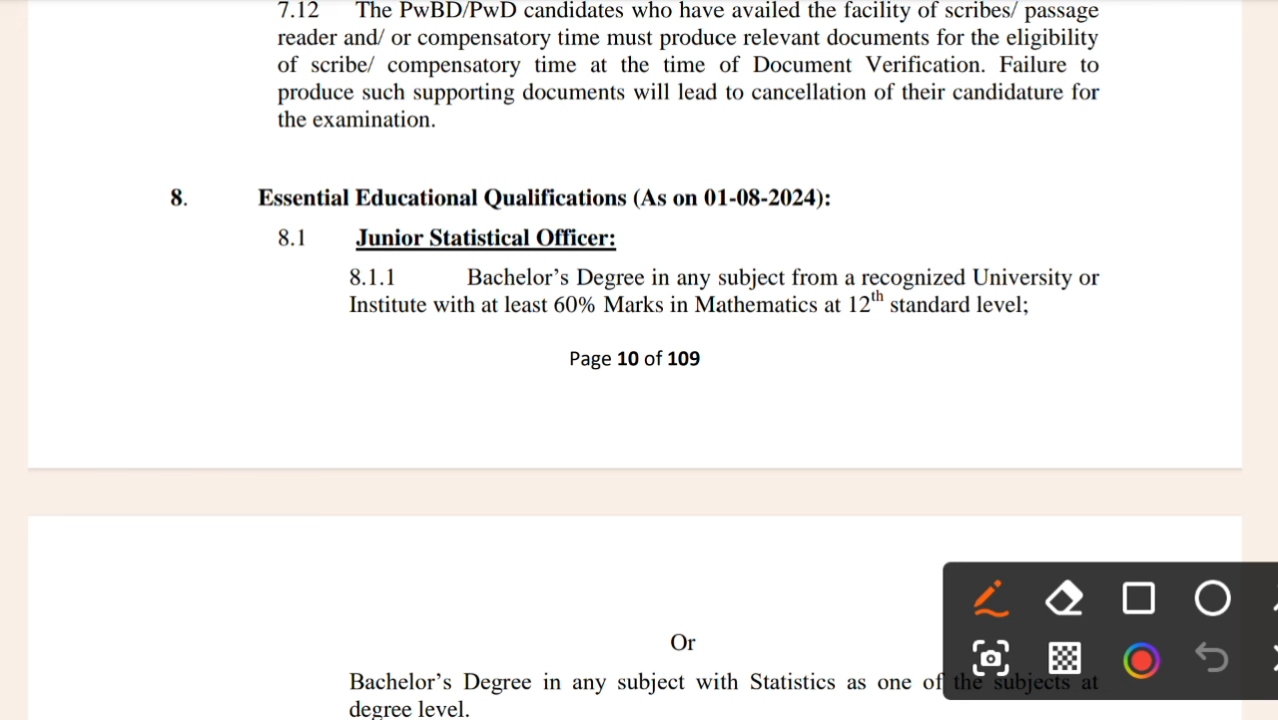 7.12 The PwBD/PwD candidates who have availed the facility of scribes/ passage
reader and/ or compensatory time must produce relevant documents for the eligibility
of scribe/ compensatory time at the time of Document Verification. Failure to
produce such supporting documents will lead to cancellation of their candidature for
the examination.
8. Essential Educational Qualifications (As on 01-08-2024):
8.1 Junior Statistical Officer:
8.1.1 Bachelor’s Degree in any subject from a recognized University or
Institute with at least 60% Marks in Mathematics at 12th standard level;
Page 10 of 109
Or
Bachelor’s Degree in any subject with Statistics as one of the subjects at
degree level.